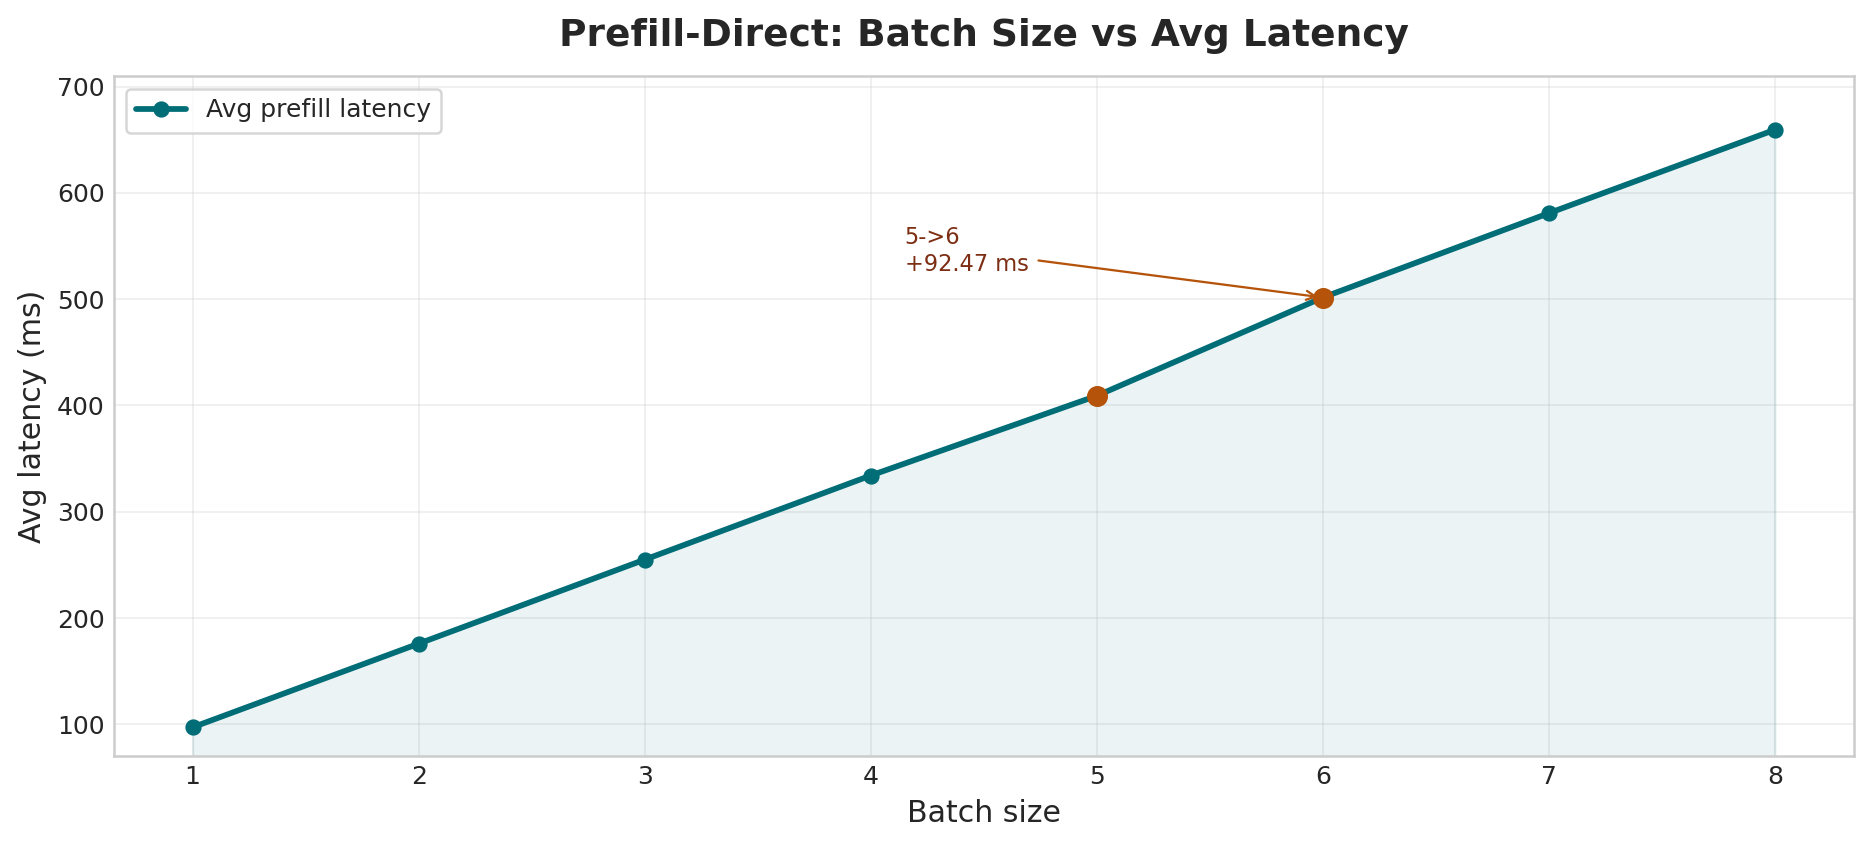 Prefill-Direct: Batch Size vs Avg Latency
Avg prefill latency
Avg latency (ms)
700
600
500
400
300
200
100
5->6
+92.47 ms
1 2 3 4 5 6 7 8
Batch size